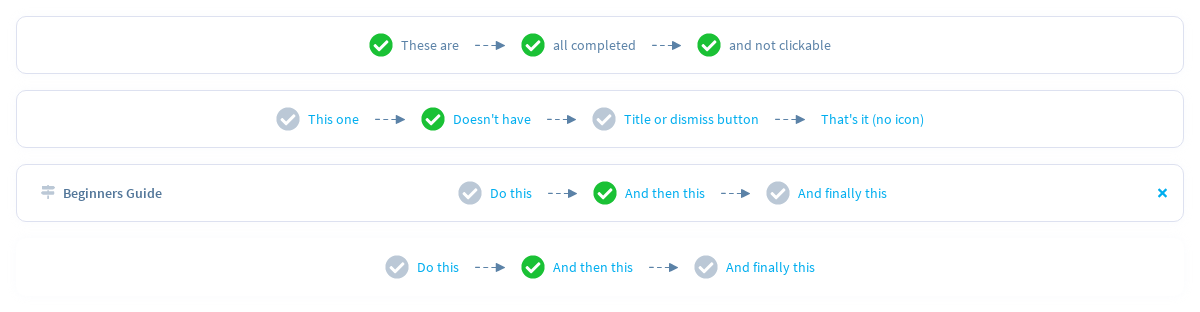 These are all completed and not clickable
This one Doesn't have Title or dismiss button That's it (no icon)
Beginners Guide Do this And then this And finally this
Do this And then this And finally this